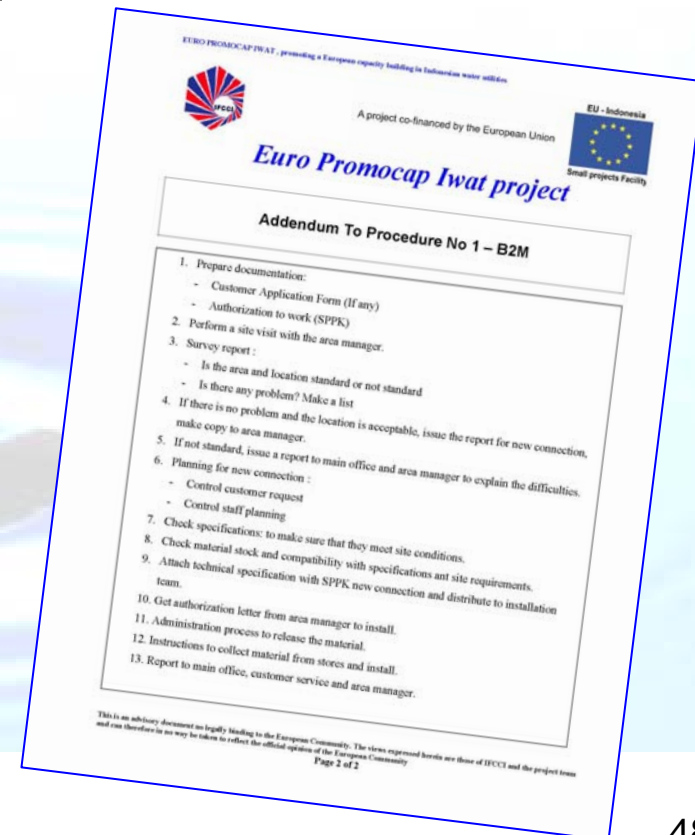 EURO PROMOCAP IWAT , promoting a European capacity building in Indonesian water utilities
IFCCI
A project co-financed by the European Union
EU - Indonesia
Small projects Facility
Euro Promocap Iwat project
Addendum To Procedure No 1 – B2M
1. Prepare documentation:
- Customer Application Form (If any)
- Authorization to work (SPPK)
2. Perform a site visit with the area manager.
3. Survey report :
- Is the area and location standard or not standard
- Is there any problem? Make a list
4. If there is no problem and the location is acceptable, issue the report for new connection,
make copy to area manager.
5. If not standard, issue a report to main office and area manager to explain the difficulties.
6. Planning for new connection :
- Control customer request
- Control staff planning
7. Check specifications: to make sure that they meet site conditions.
8. Check material stock and compatibility with specifications ant site requirements.
9. Attach technical specification with SPPK new connection and distribute to installation
team.
10. Get authorization letter from area manager to install.
11. Administration process to release the material.
12. Instructions to collect material from stores and install.
13. Report to main office, customer service and area manager.
This is an advisory document no legally binding to the European Community. The views expressed herein are those of IFCCI and the project team
and can therefore in no way be taken to reflect the official opinion of the European Community
Page 2 of 2
48